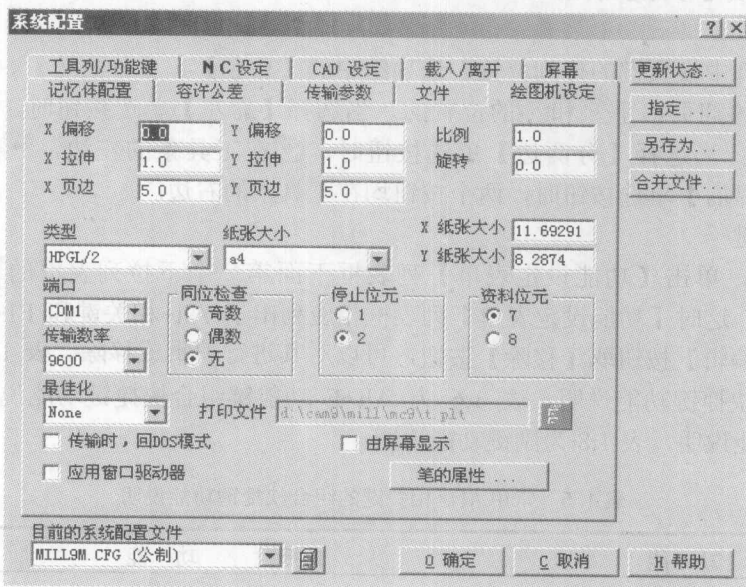 系统配置
工具列/功能键 NC设定 CAD 设定 载入/离开 屏幕
记忆体配置 容许公差 传输参数 文件 绘图机设定
更新状态...
指定 ...
另存为...
合并文件...
X 偏移 0.0 Y 偏移 0.0 比例 1.0
X 拉伸 1.0 Y 拉伸 1.0 旋转 0.0
X 页边 5.0 Y 页边 5.0
类型 纸张大小 X 纸张大小 11.69291
HPGL/2 a4 Y 纸张大小 8.2874
端口 同位检查 停止位元 资料位元
COM1 奇数 1 7
传输数率 偶数 2 8
9600 无
最佳化
None 打印文件 d:\cam9\mill\mc9\t.plt
传输时，回DOS模式 由屏幕显示
应用窗口驱动器 笔的属性 ...
目前的系统配置文件
MILL9M.CFG (公制) O 确定 C 取消 H 帮助